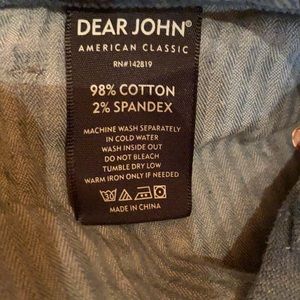 DEAR JOHN®
AMERICAN CLASSIC
RN#142819
98% COTTON
2% SPANDEX
MACHINE WASH SEPARATELY
IN COLD WATER
WASH INSIDE OUT
DO NOT BLEACH
TUMBLE DRY LOW
WARM IRON ONLY IF NEEDED
MADE IN CHINA